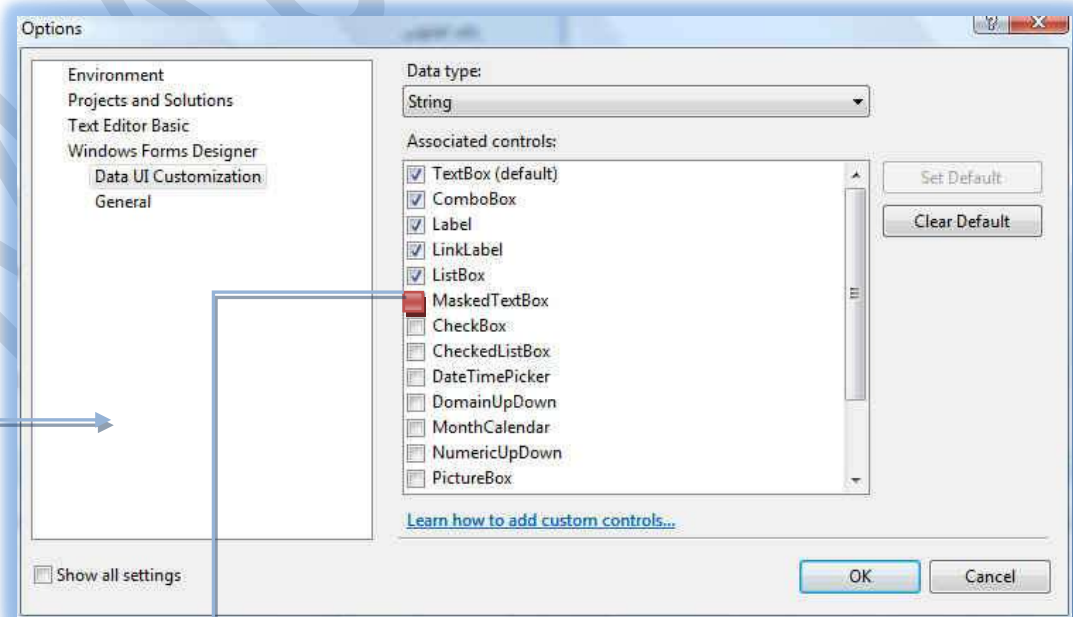 Options
Environment
Projects and Solutions
Text Editor Basic
Windows Forms Designer
Data UI Customization
General
Data type:
String
Associated controls:
TextBox (default)
ComboBox
Label
LinkLabel
ListBox
MaskedTextBox
CheckBox
CheckedListBox
DateTimePicker
DomainUpDown
MonthCalendar
NumericUpDown
PictureBox
Set Default
Clear Default
Learn how to add custom controls...
Show all settings
OK
Cancel